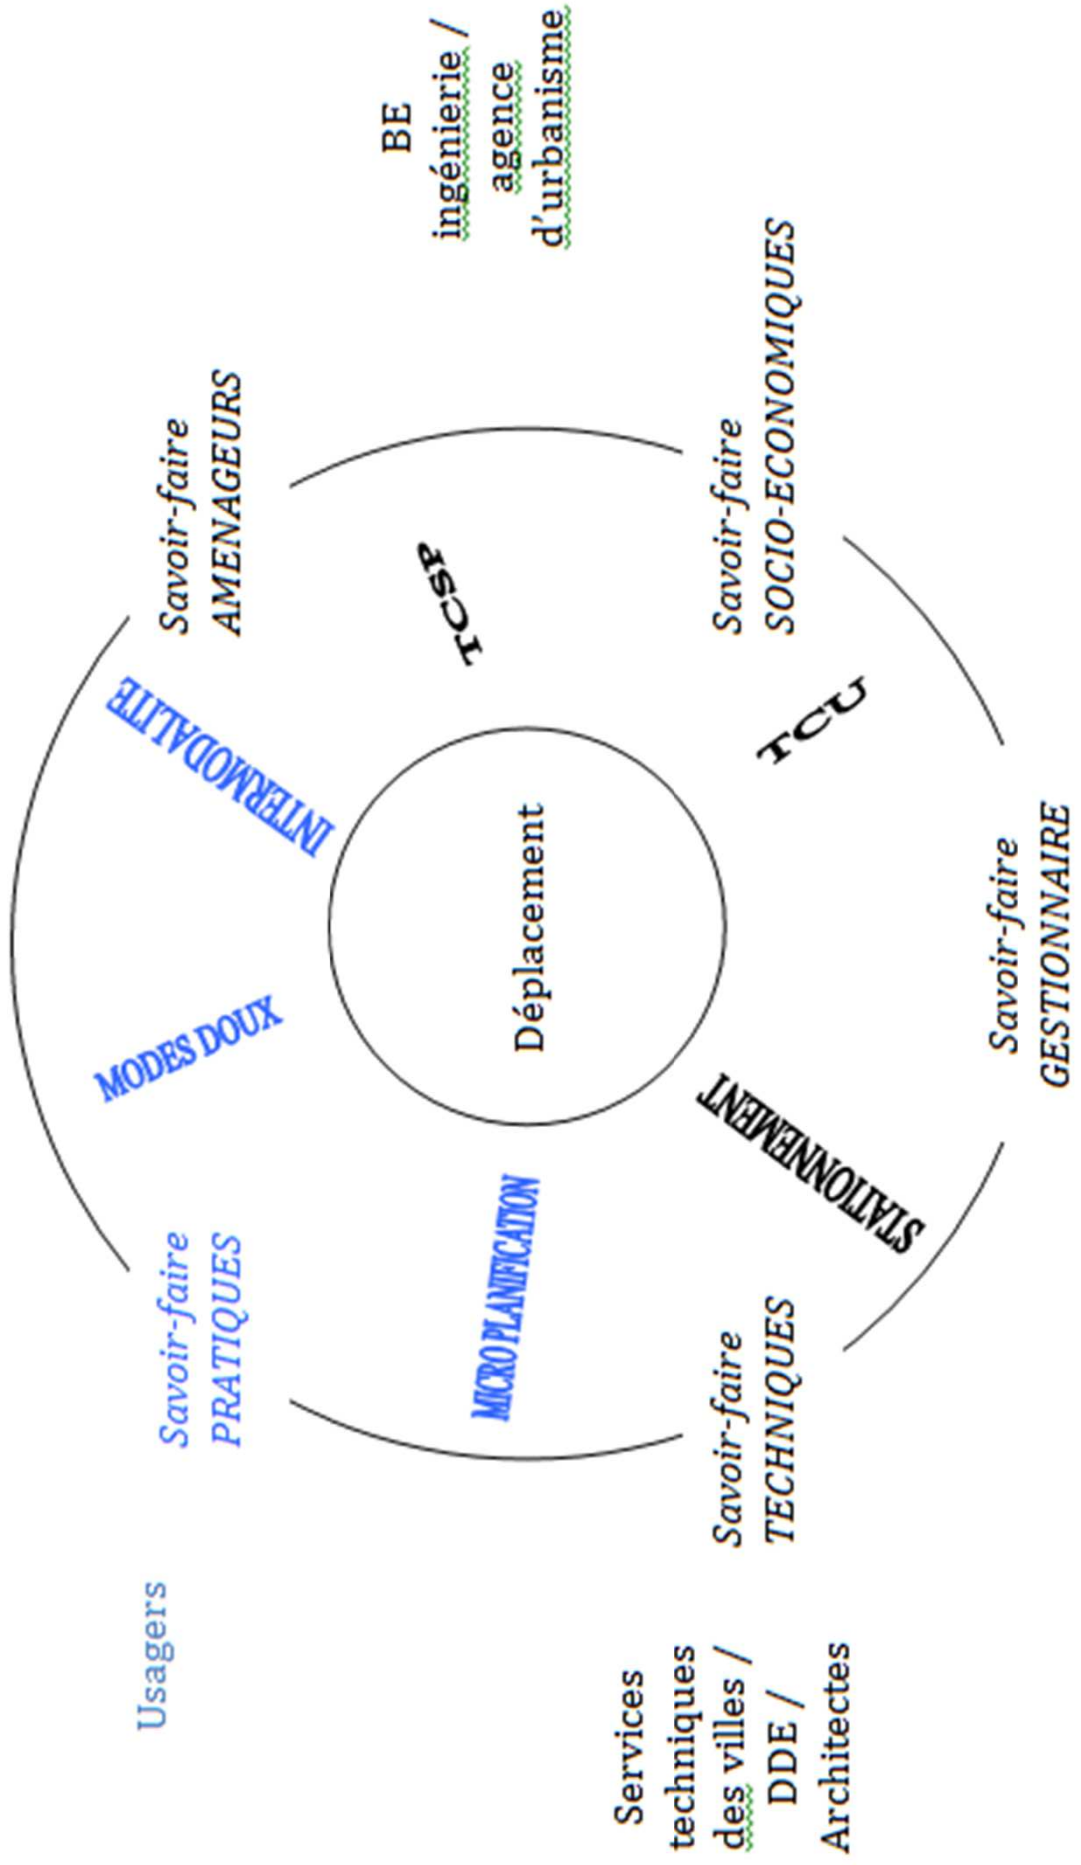 Usagers
Savoir-faire
PRATIQUES
MODES DOUX
INTERMODALITE
Savoir-faire
AMENAGEURS
BE
ingénierie /
agence
d'urbanisme
MICRO PLANIFICATION
Déplacement
TCSP
Services
techniques
des villes /
DDE /
Architectes
Savoir-faire
TECHNIQUES
STATIONNEMENT
TCU
Savoir-faire
SOCIO-ECONOMIQUES
Savoir-faire
GESTIONNAIRE